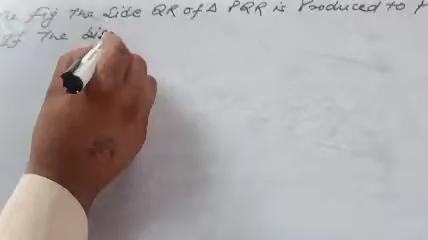 Fig The Side QR of Δ PQR is Produced to
If The